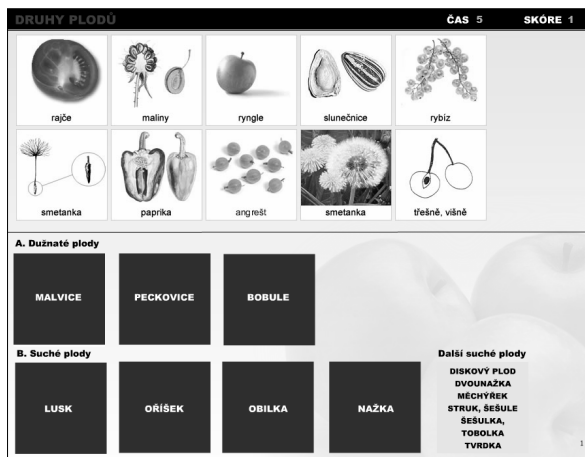 DRUHY PLODŮ
ČAS 5
SKÓRE 1
rajče
maliny
ryngle
slunečnice
rybíz
smetanka
paprika
angrešt
smetanka
třešně, višně
A. Dužnaté plody
MALVICE
PECKOVICE
BOBULE
B. Suché plody
LUSK
OŘÍŠEK
OBILKA
NAŽKA
Další suché plody
DISKOVÝ PLOD
DVOUNAŽKA
MĚCHÝŘEK
STRUK, ŠEŠULE
ŠEŠULKA,
TOBOLKA
TVRDKA
1